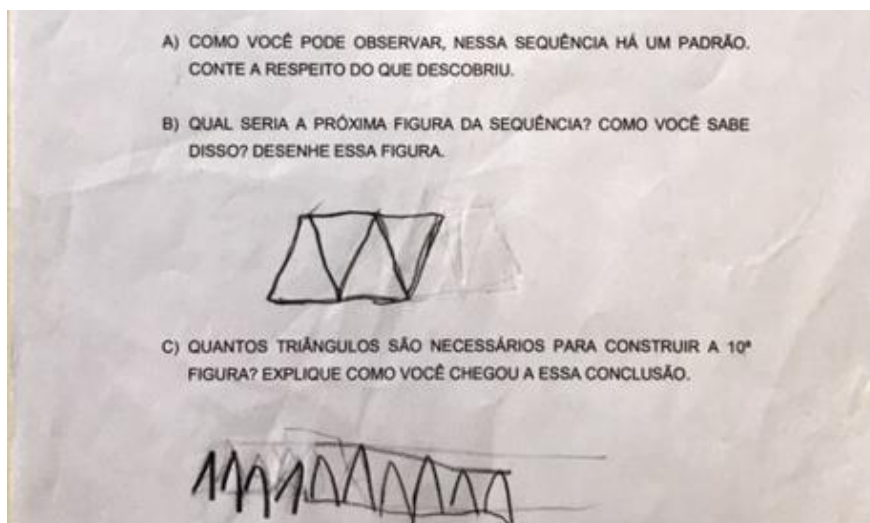 A) COMO VOCÊ PODE OBSERVAR, NESSA SEQUÊNCIA HÁ UM PADRÃO.
CONTE A RESPEITO DO QUE DESCOBRIU.
B) QUAL SERIA A PRÓXIMA FIGURA DA SEQUÊNCIA? COMO VOCÊ SABE
DISSO? DESENHE ESSA FIGURA.
C) QUANTOS TRIÂNGULOS SÃO NECESSÁRIOS PARA CONSTRUIR A 10ª
FIGURA? EXPLIQUE COMO VOCÊ CHEGOU A ESSA CONCLUSÃO.